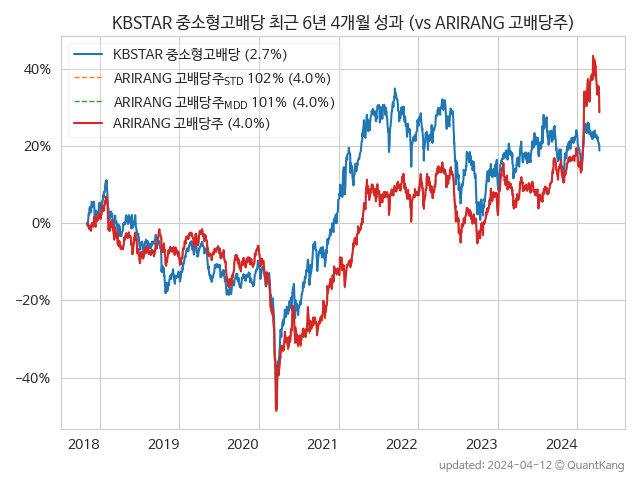 KBSTAR 중소형고배당 최근 6년 4개월 성과 (vs ARIRANG 고배당주)
KBSTAR 중소형고배당 (2.7%)
ARIRANG 고배당주STD 102% (4.0%)
ARIRANG 고배당주MDD 101% (4.0%)
ARIRANG 고배당주 (4.0%)
40%
20%
0%
−20%
−40%
2018 2019 2020 2021 2022 2023 2024
updated: 2024-04-12 © QuantKang